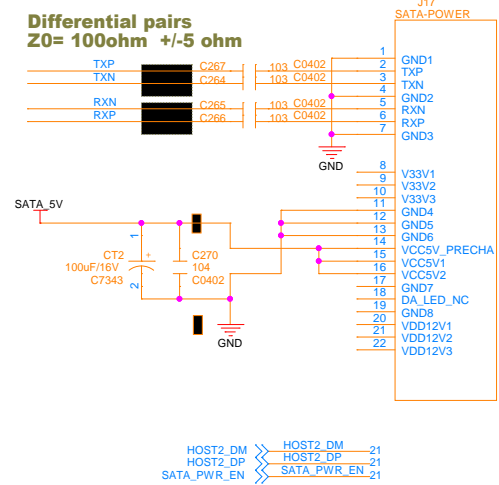 Differential pairs
Z0= 100ohm +/-5 ohm
J17
SATA-POWER
1 GND1
TXP C267 103 C0402 2 TXP
TXN C264 103 C0402 3 TXN
4 GND2
RXN C265 103 C0402 5 RXN
RXP C266 103 C0402 6 RXP
7 GND3
GND
8 V33V1
9 V33V2
10 V33V3
SATA_5V 11 GND4
12 GND5
13 GND6
14 VCC5V_PRECHA
15 VCC5V1
16 VCC5V2
17 GND7
18 DA_LED_NC
19 GND8
20 VDD12V1
21 VDD12V2
22 VDD12V3
1
CT2 + C270
100uF/16V 104
C7343 2 C0402
GND
HOST2_DM HOST2_DM 21
HOST2_DP HOST2_DP 21
SATA_PWR_EN SATA_PWR_EN 21